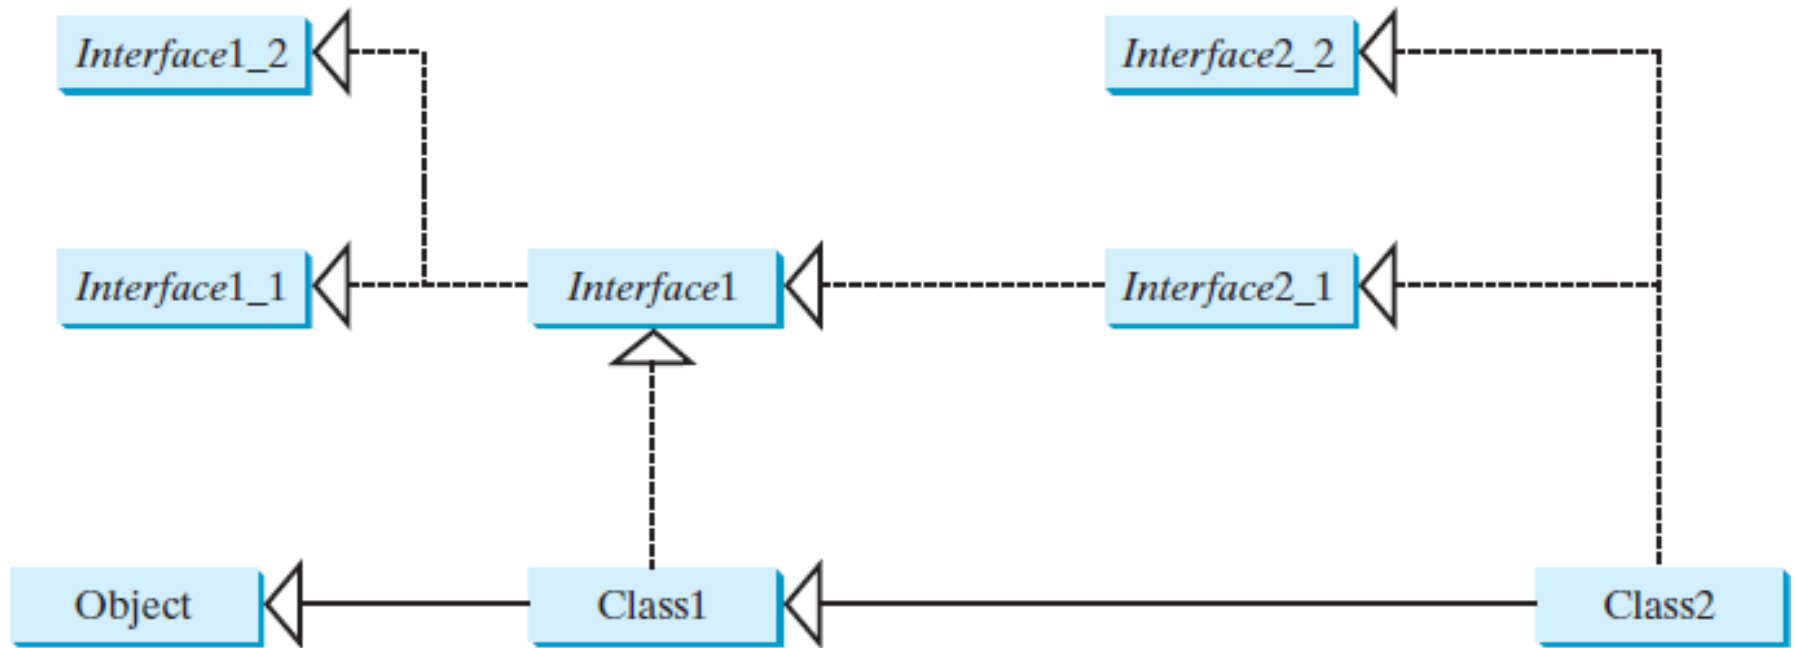 Interface1_2
Interface2_2
Interface1_1
Interface1
Interface2_1
Object
Class1
Class2